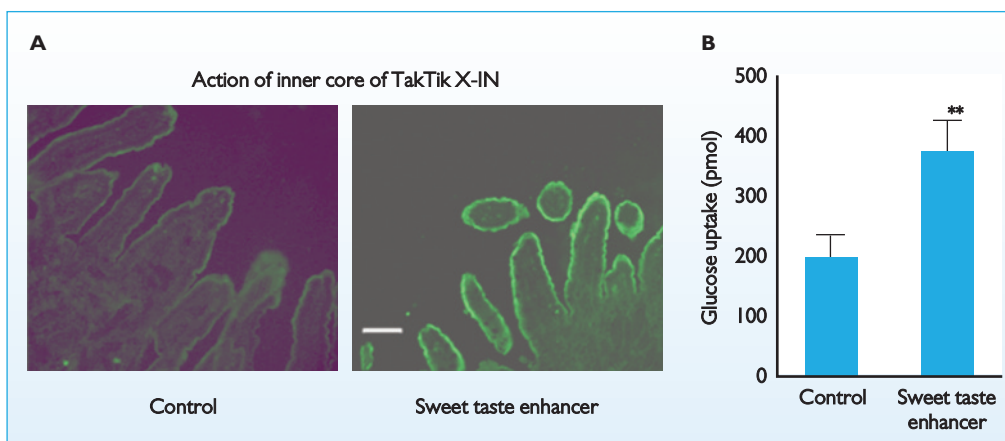 A
Action of inner core of TakTik X-IN
Control
Sweet taste enhancer
B
Glucose uptake (pmol)
500
400
300
200
100
0
**
Control
Sweet taste
enhancer